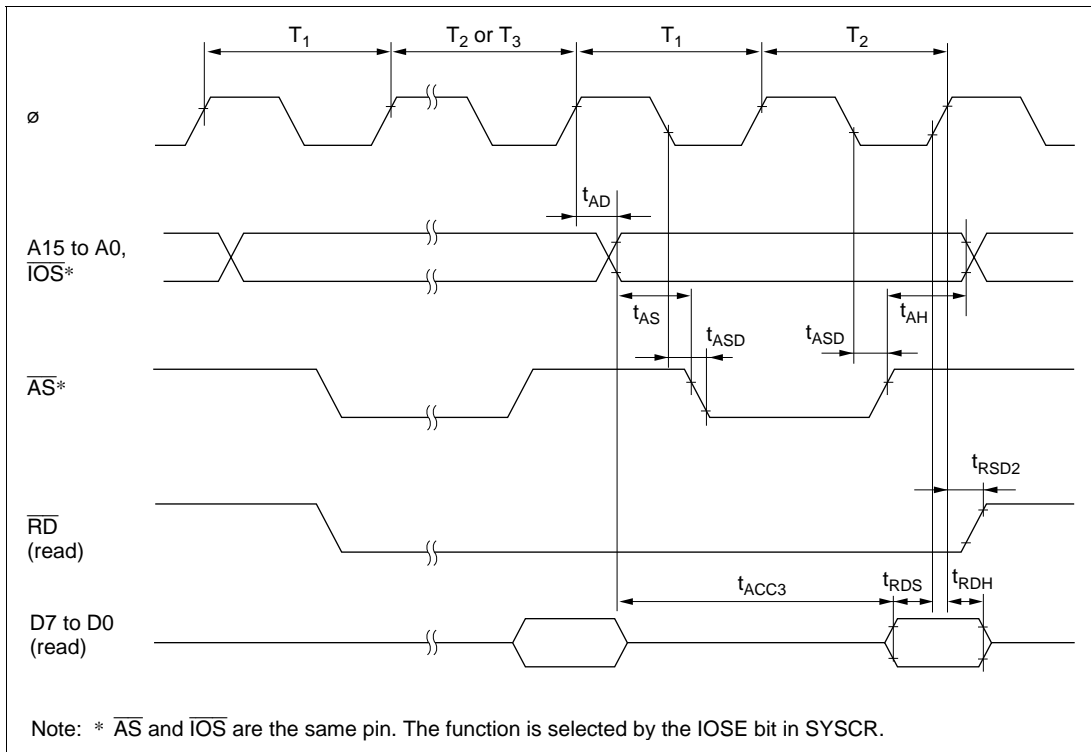 T1 T2 or T3 T1 T2
ø
tAD
A15 to A0,
IOS*
tAS tASD tASD tAH
AS*
tRSD2
RD
(read)
tACC3 tRDS tRDH
D7 to D0
(read)
Note: * AS and IOS are the same pin. The function is selected by the IOSE bit in SYSCR.